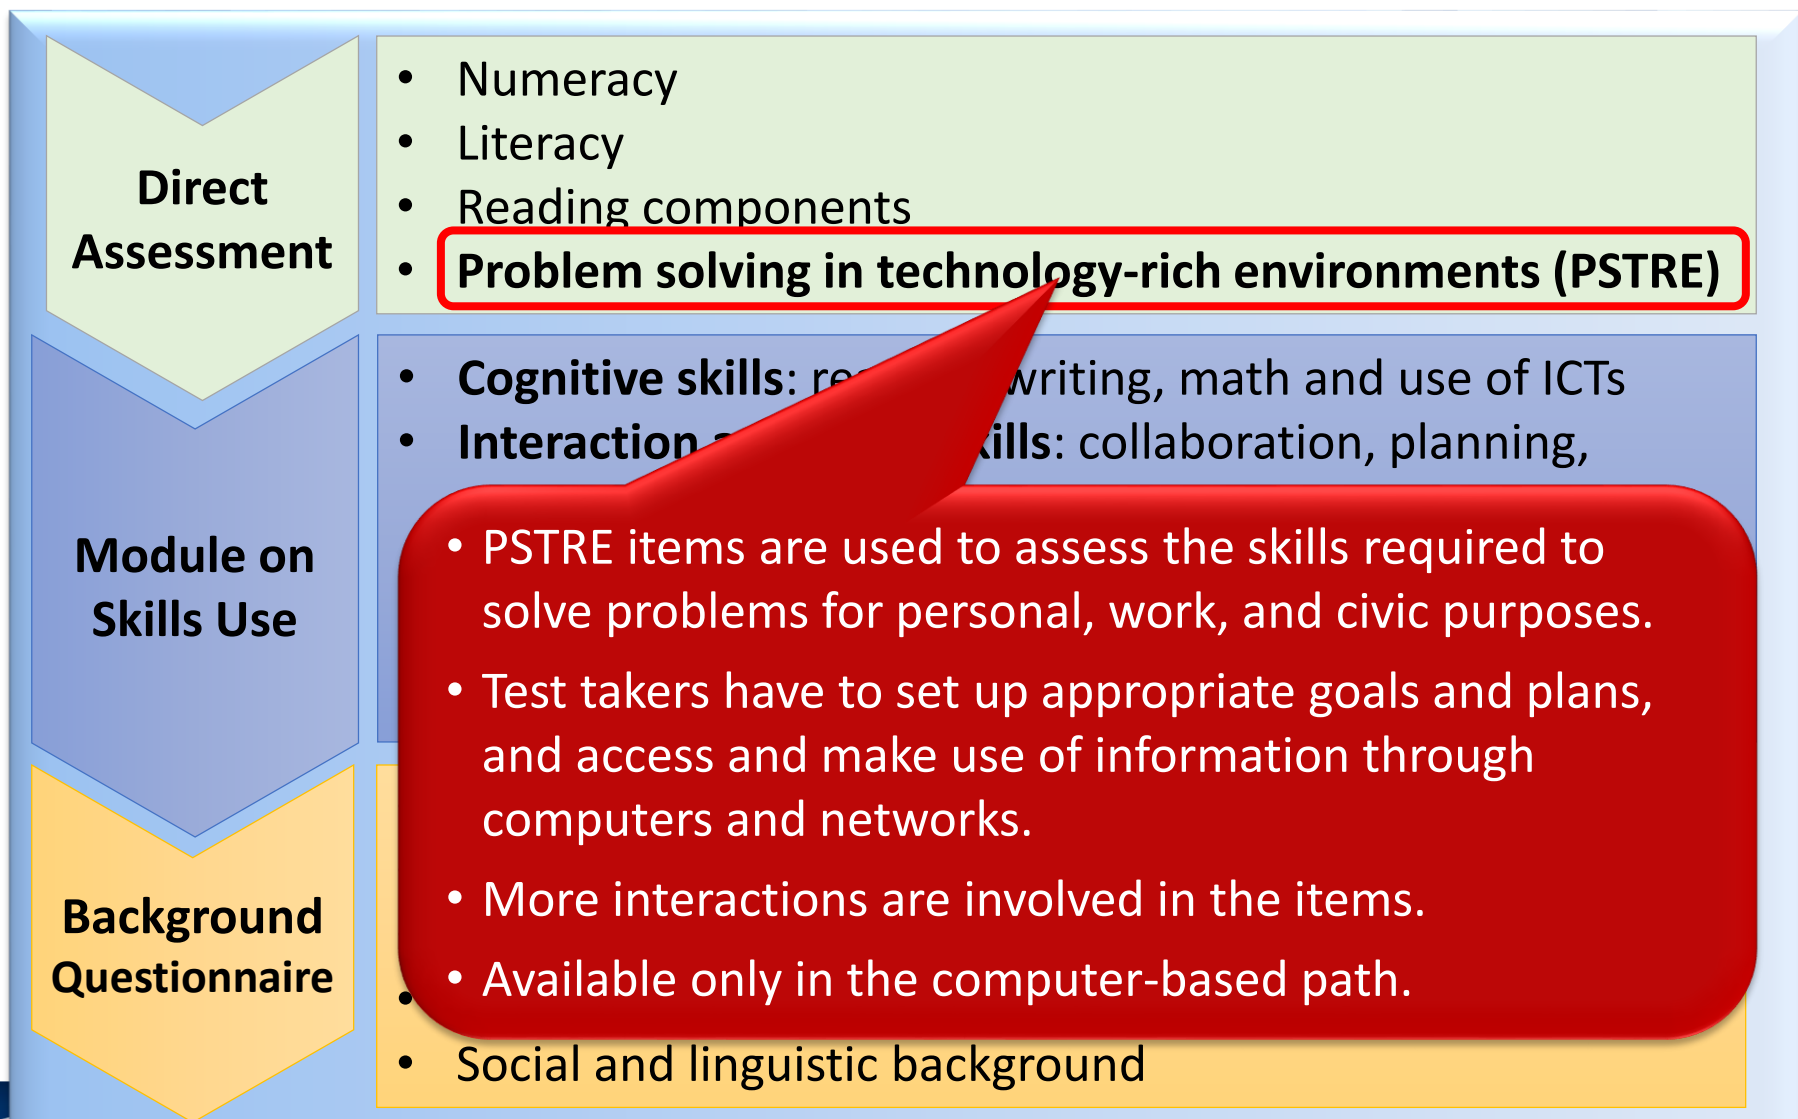 Direct
Assessment
• Numeracy
• Literacy
• Reading components
• Problem solving in technology-rich environments (PSTRE)
Module on
Skills Use
• Cognitive skills: writing, math and use of ICTs
• Interaction : collaboration, planning,
• PSTRE items are used to assess the skills required to
solve problems for personal, work, and civic purposes.
• Test takers have to set up appropriate goals and plans,
and access and make use of information through
computers and networks.
• More interactions are involved in the items.
• Available only in the computer-based path.
Background
Questionnaire
•
• Social and linguistic background